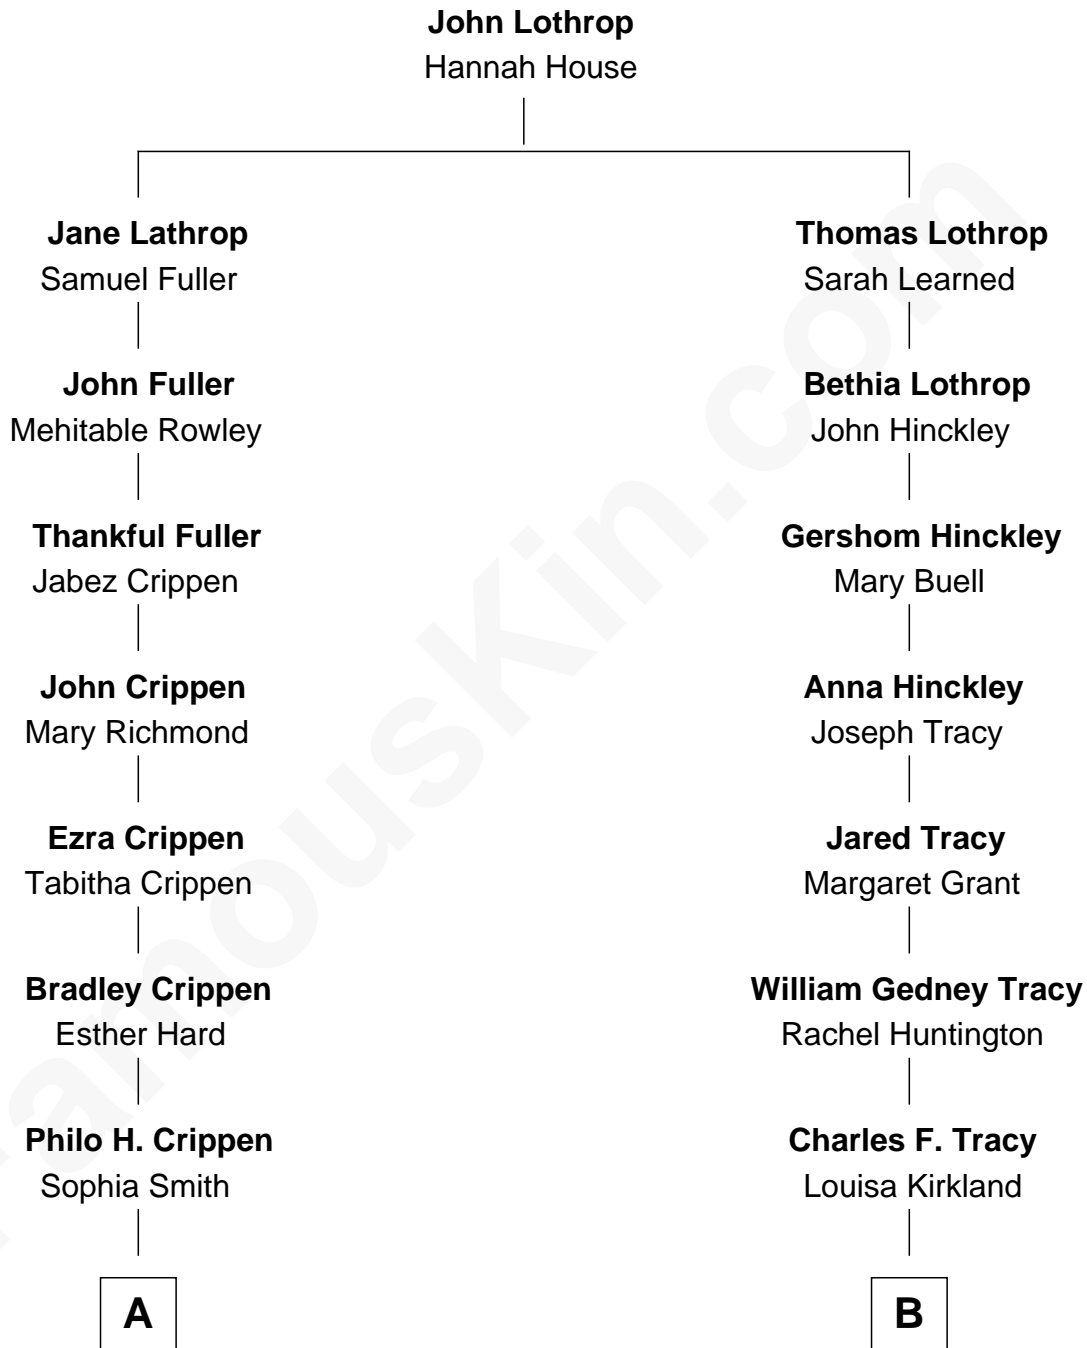 John Lothrop
Hannah House
Jane Lathrop
Samuel Fuller
Thomas Lothrop
Sarah Learned
John Fuller
Mehitable Rowley
Bethia Lothrop
John Hinckley
Thankful Fuller
Jabez Crippen
Gershom Hinckley
Mary Buell
John Crippen
Mary Richmond
Anna Hinckley
Joseph Tracy
Ezra Crippen
Tabitha Crippen
Jared Tracy
Margaret Grant
Bradley Crippen
Esther Hard
William Gedney Tracy
Rachel Huntington
Philo H. Crippen
Sophia Smith
Charles F. Tracy
Louisa Kirkland
A
B
FamousKin.com